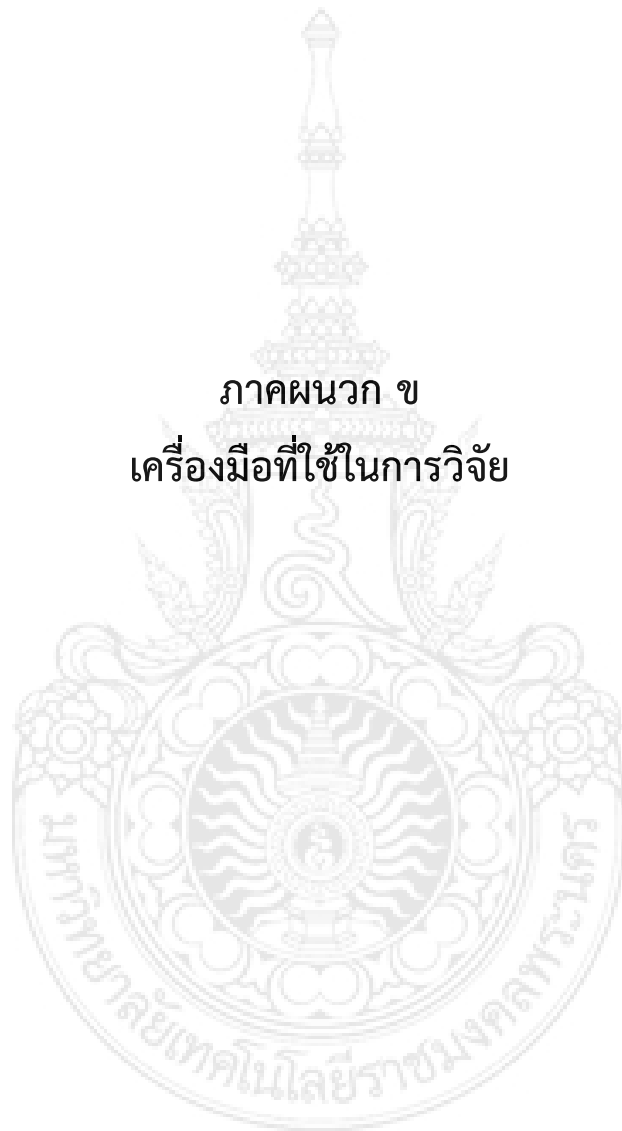 ภาคผนวก ข
เครื่องมือที่ใช้ในการวิจัย
มหาวิทยาลัยเทคโนโลยีราชมงคลพระนคร